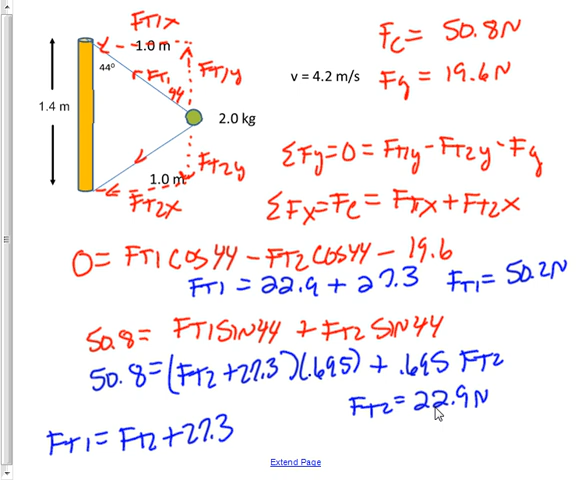 FT1x
1.0 m
44⁰
FT1
44
FT1y
1.4 m
v = 4.2 m/s
2.0 kg
FT2y
1.0 m
FT2x
Fc = 50.8N
Fg = 19.6N
ΣFy=0 = FT1y - FT2y - Fg
ΣFx=Fc = FT1x + FT2x
0 = FT1 Cos 44 - FT2 Cos 44 - 19.6
FT1 = 22.9 + 27.3
FT1 = 50.2N
50.8 = FT1 Sin 44 + FT2 Sin 44
50.8 = (FT2 + 27.3)(.695) + .695 FT2
FT2 = 22.9N
FT1 = FT2 + 27.3
Extend Page